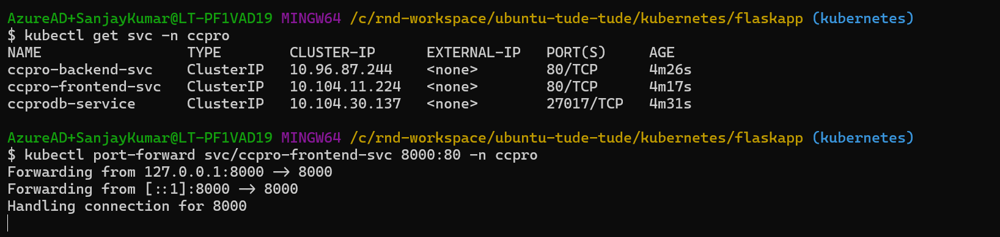 AzureAD+SanjayKumar@LT-PF1VAD19 MINGW64 /c/rnd-workspace/ubuntu-tude-tude/kubernetes/flaskapp (kubernetes)
$ kubectl get svc -n ccpro
NAME                 TYPE        CLUSTER-IP      EXTERNAL-IP   PORT(S)     AGE
ccpro-backend-svc    ClusterIP   10.96.87.244    <none>        80/TCP      4m26s
ccpro-frontend-svc   ClusterIP   10.104.11.224   <none>        80/TCP      4m17s
ccprodb-service      ClusterIP   10.104.30.137   <none>        27017/TCP   4m31s
AzureAD+SanjayKumar@LT-PF1VAD19 MINGW64 /c/rnd-workspace/ubuntu-tude-tude/kubernetes/flaskapp (kubernetes)
$ kubectl port-forward svc/ccpro-frontend-svc 8000:80 -n ccpro
Forwarding from 127.0.0.1:8000 -> 8000
Forwarding from [::1]:8000 -> 8000
Handling connection for 8000